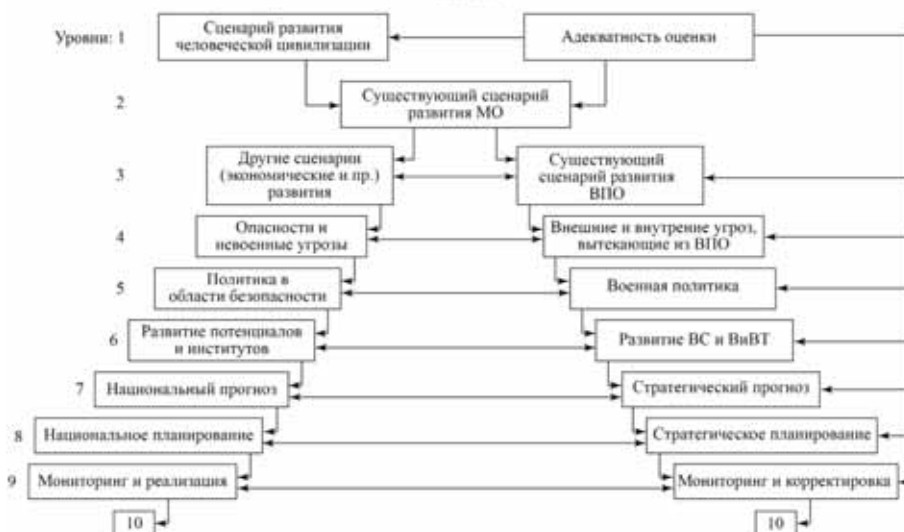 Уровни: 1
Сценарий развития
человеческой цивилизации
Адекватность оценки
2
Существующий сценарий
развития МО
3
Другие сценарии
(экономические и пр.)
развития
Существующий
сценарий развития
ВПО
4
Опасности и
невоенные угрозы
Внешние и внутрение угроз,
вытекающие из ВПО
5
Политика в
области безопасности
Военная политика
6
Развитие потенциалов
и институтов
Развитие ВС и ВиВТ
7
Национальный прогноз
Стратегический прогноз
8
Национальное планирование
Стратегическое планирование
9
Мониторинг и реализация
Мониторинг и корректировка
10
10